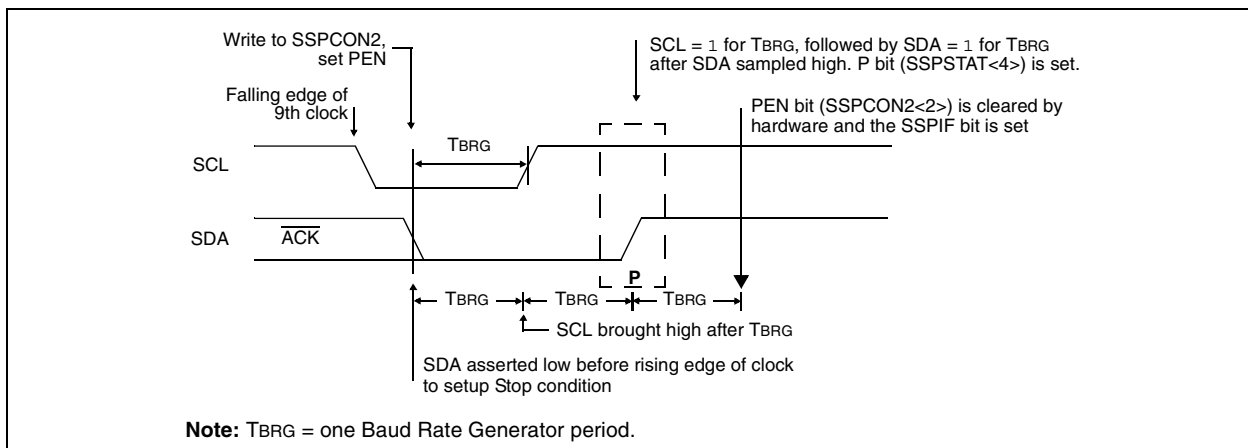 Write to SSPCON2,
set PEN
SCL = 1 for TBRG, followed by SDA = 1 for TBRG
after SDA sampled high. P bit (SSPSTAT<4>) is set.
Falling edge of
9th clock
PEN bit (SSPCON2<2>) is cleared by
hardware and the SSPIF bit is set
TBRG
SCL
SDA
ACK
P
TBRG
TBRG
TBRG
SCL brought high after TBRG
SDA asserted low before rising edge of clock
to setup Stop condition
Note: TBRG = one Baud Rate Generator period.